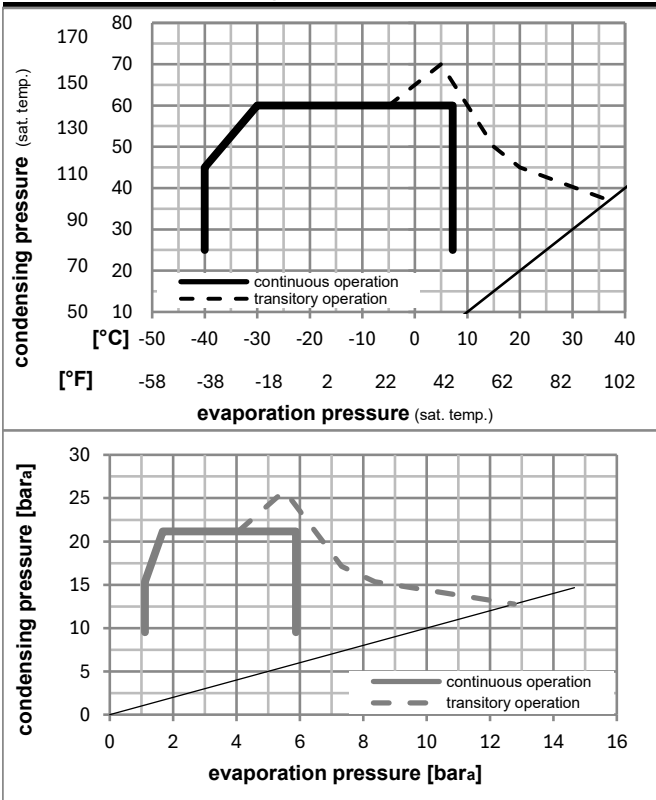 condensing pressure (sat. temp.)
170
150
130
110
90
70
50
80
70
60
50
40
30
20
10
continuous operation
transitory operation
[°C] -50 -40 -30 -20 -10 0 10 20 30 40
[°F] -58 -38 -18 2 22 42 62 82 102
evaporation pressure (sat. temp.)
condensing pressure [bara]
30
25
20
15
10
5
0
continuous operation
transitory operation
0 2 4 6 8 10 12 14 16
evaporation pressure [bara]